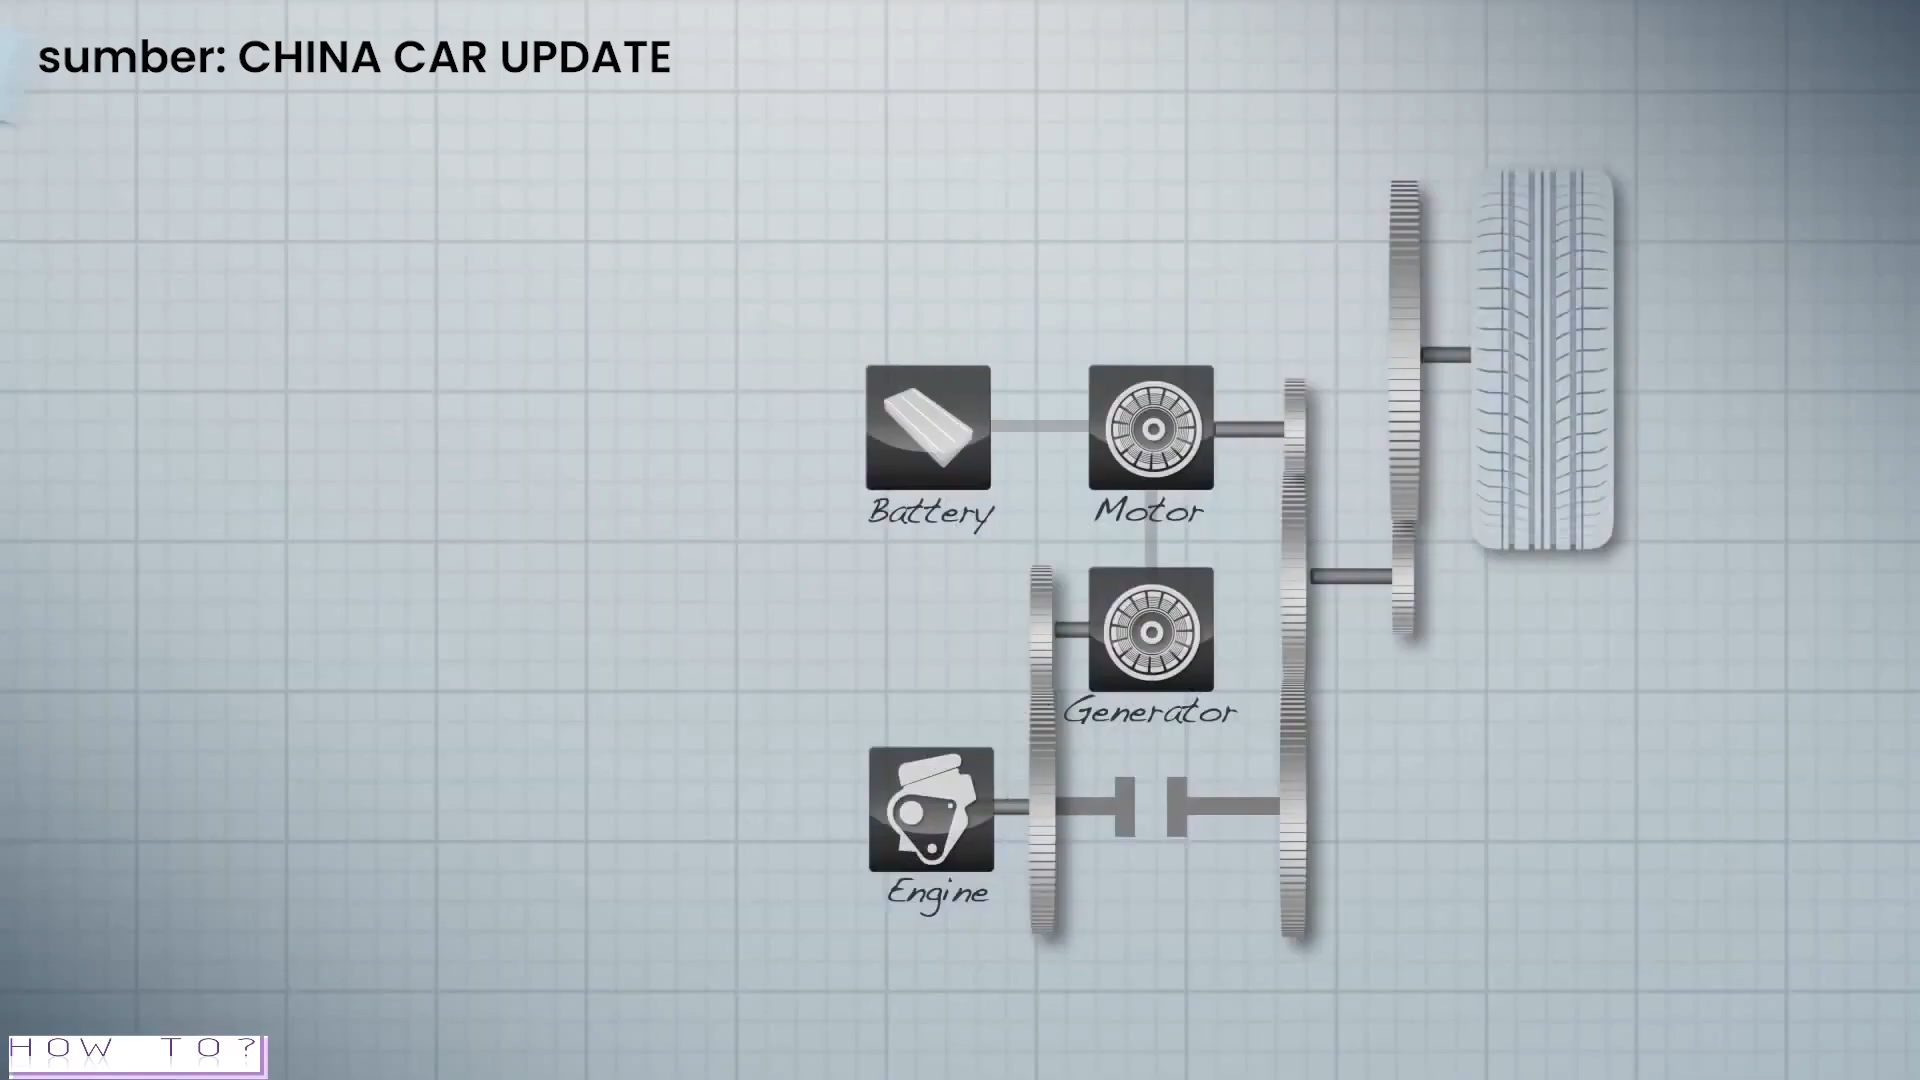 sumber: CHINA CAR UPDATE
Battery
Motor
Generator
Engine
HOW TO?